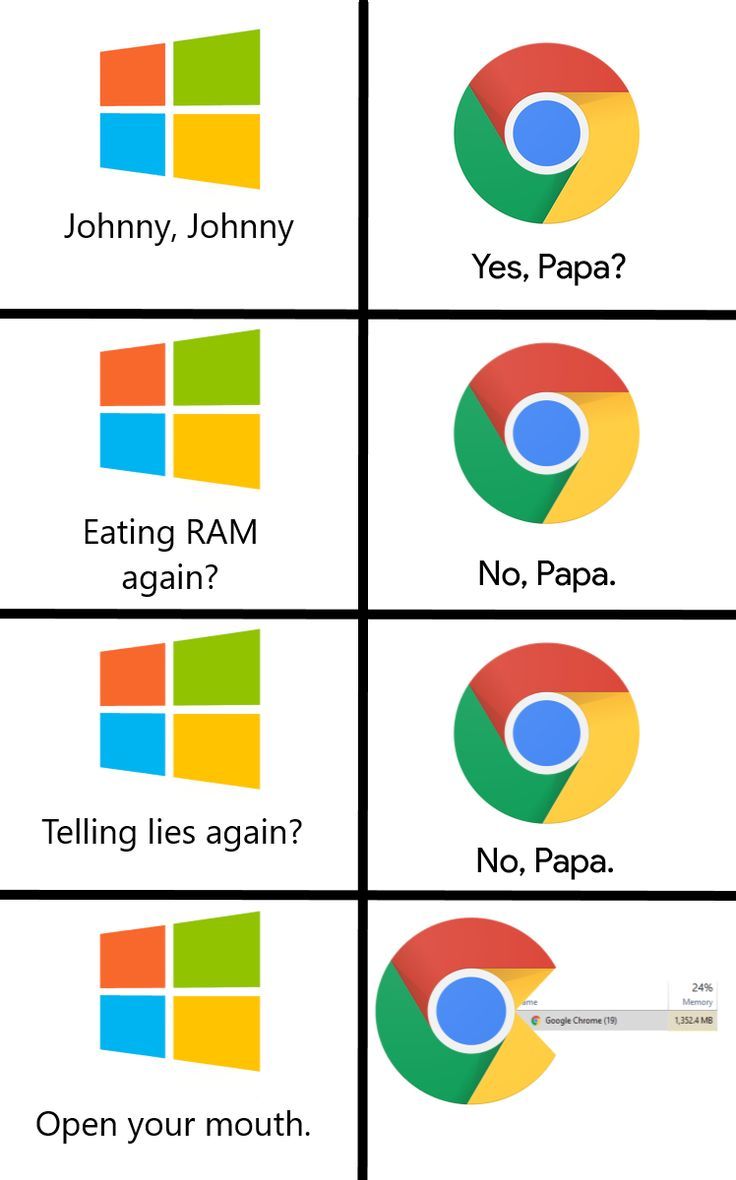 Johnny, Johnny
Yes, Papa?
Eating RAM
again?
No, Papa.
Telling lies again?
No, Papa.
Open your mouth.
24%
ame Memory
Google Chrome (19) 1,352.4 MB